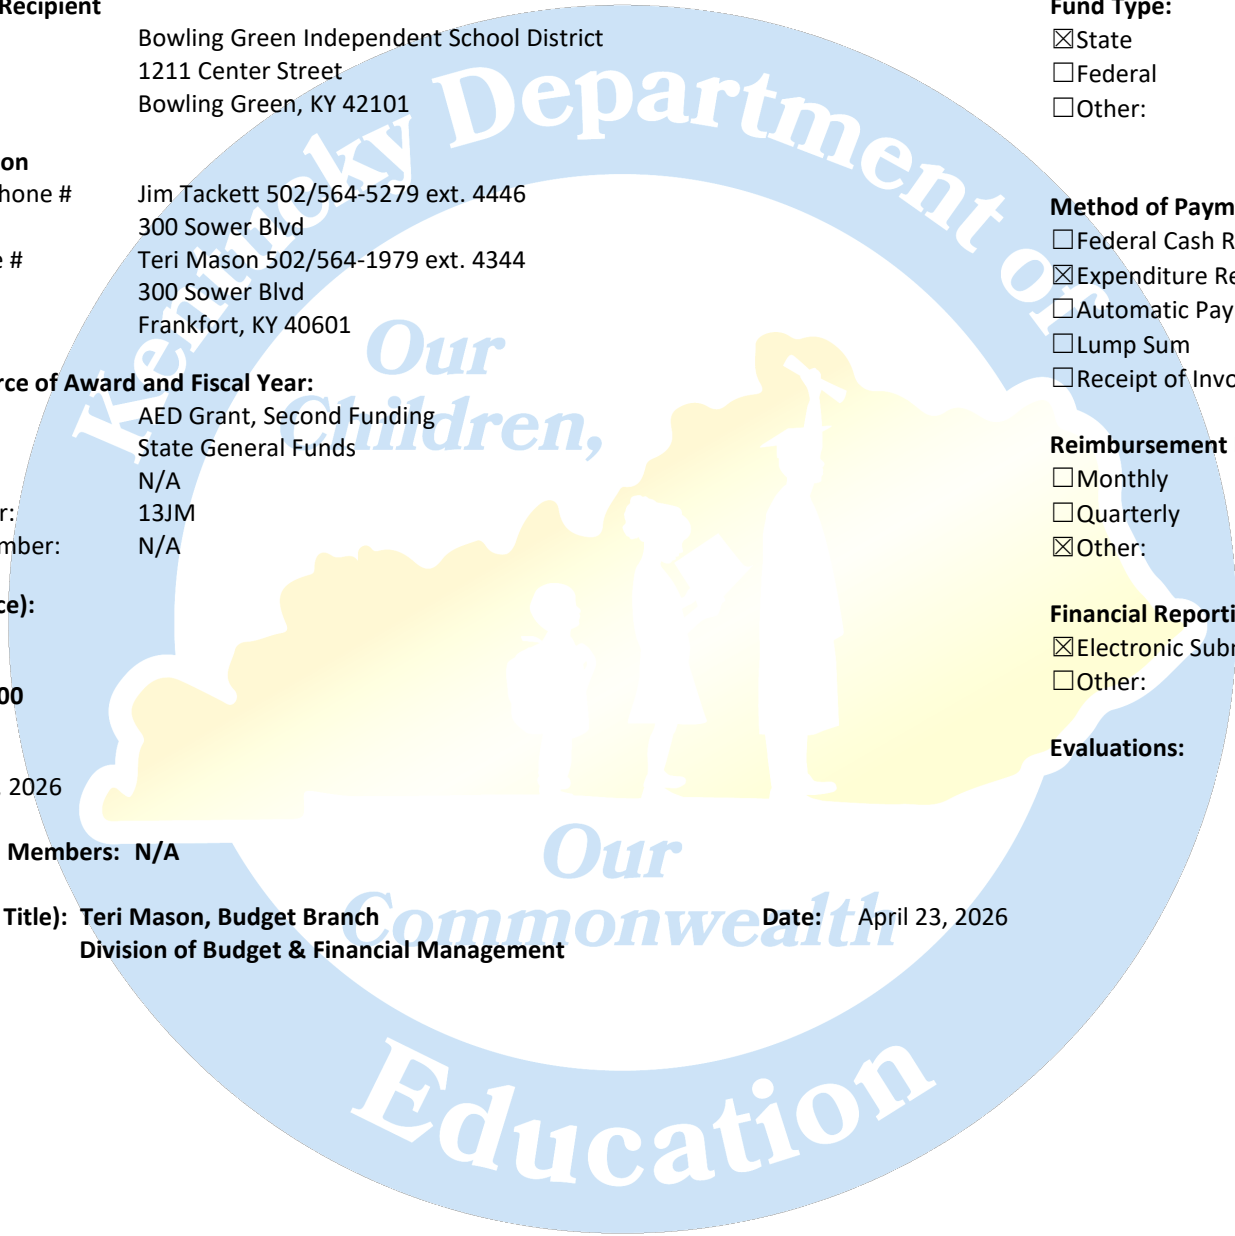 Recipient
Bowling Green Independent School District
1211 Center Street
Bowling Green, KY 42101
on
hone # Jim Tackett 502/564-5279 ext. 4446
300 Sower Blvd
e # Teri Mason 502/564-1979 ext. 4344
300 Sower Blvd
Frankfort, KY 40601
rce of Award and Fiscal Year:
AED Grant, Second Funding
State General Funds
N/A
r: 13JM
mber: N/A
ce):
00
, 2026
Members: N/A
Title): Teri Mason, Budget Branch Date: April 23, 2026
Division of Budget & Financial Management
Fund Type:
☒State
☐Federal
☐Other:
Method of Paym
☐Federal Cash R
☒Expenditure Re
☐Automatic Pay
☐Lump Sum
☐Receipt of Invo
Reimbursement
☐Monthly
☐Quarterly
☒Other:
Financial Reporti
☒Electronic Subm
☐Other:
Evaluations:
Kentucky Department of
Education
Our
Children,
Our
Commonwealth